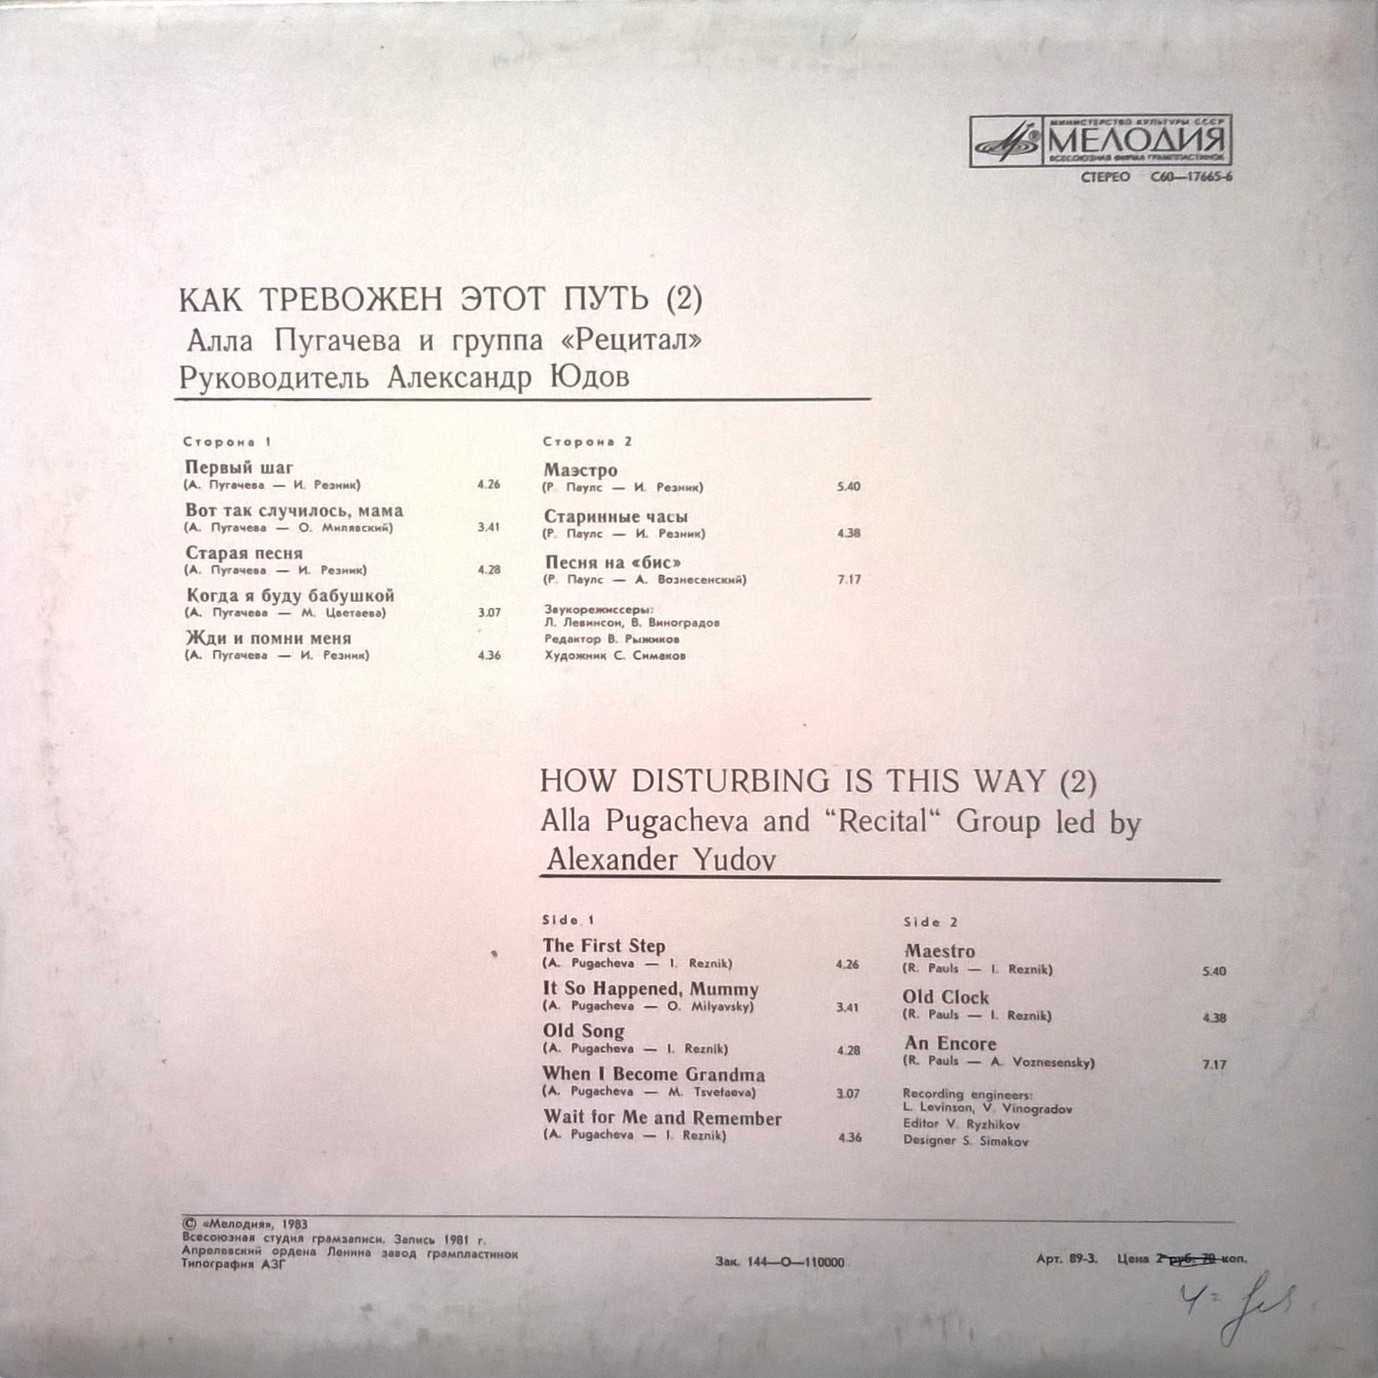 МИНИСТЕРСТВО КУЛЬТУРЫ СССР
МЕЛОДИЯ
ВСЕСОЮЗНАЯ ФИРМА ГРАМПЛАСТИНОК
СТЕРЕО С60—17665-6
КАК ТРЕВОЖЕН ЭТОТ ПУТЬ (2)
Алла Пугачева и группа «Рецитал»
Руководитель Александр Юдов
Сторона 1
Первый шаг
(А. Пугачева — И. Резник) 4.26
Вот так случилось, мама
(А. Пугачева — О. Милявский) 3.41
Старая песня
(А. Пугачева — И. Резник) 4.28
Когда я буду бабушкой
(А. Пугачева — М. Цветаева) 3.07
Жди и помни меня
(А. Пугачева — И. Резник) 4.36
Сторона 2
Маэстро
(Р. Паулс — И. Резник) 5.40
Старинные часы
(Р. Паулс — И. Резник) 4.38
Песня на «бис»
(Р. Паулс — А. Вознесенский) 7.17
Звукорежиссеры:
Л. Левинсон, В. Виноградов
Редактор В. Рыжиков
Художник С. Симаков
HOW DISTURBING IS THIS WAY (2)
Alla Pugacheva and “Recital“ Group led by
Alexander Yudov
Side 1
The First Step
(A. Pugacheva — I. Reznik) 4.26
It So Happened, Mummy
(A. Pugacheva — O. Milyavsky) 3.41
Old Song
(A. Pugacheva — I. Reznik) 4.28
When I Become Grandma
(A. Pugacheva — M. Tsvetaeva) 3.07
Wait for Me and Remember
(A. Pugacheva — I. Reznik) 4.36
Side 2
Maestro
(R. Pauls — I. Reznik) 5.40
Old Clock
(R. Pauls — I. Reznik) 4.38
An Encore
(R. Pauls — A. Voznesensky) 7.17
Recording engineers:
L. Levinson, V. Vinogradov
Editor V. Ryzhikov
Designer S. Simakov
© «Мелодия», 1983
Всесоюзная студия грамзаписи. Запись 1981 г.
Апрелевский ордена Ленина завод грампластинок
Типография АЗГ
Зак. 144—О—110000
Арт. 89-3. Цена 2 руб. 70 коп.
4=